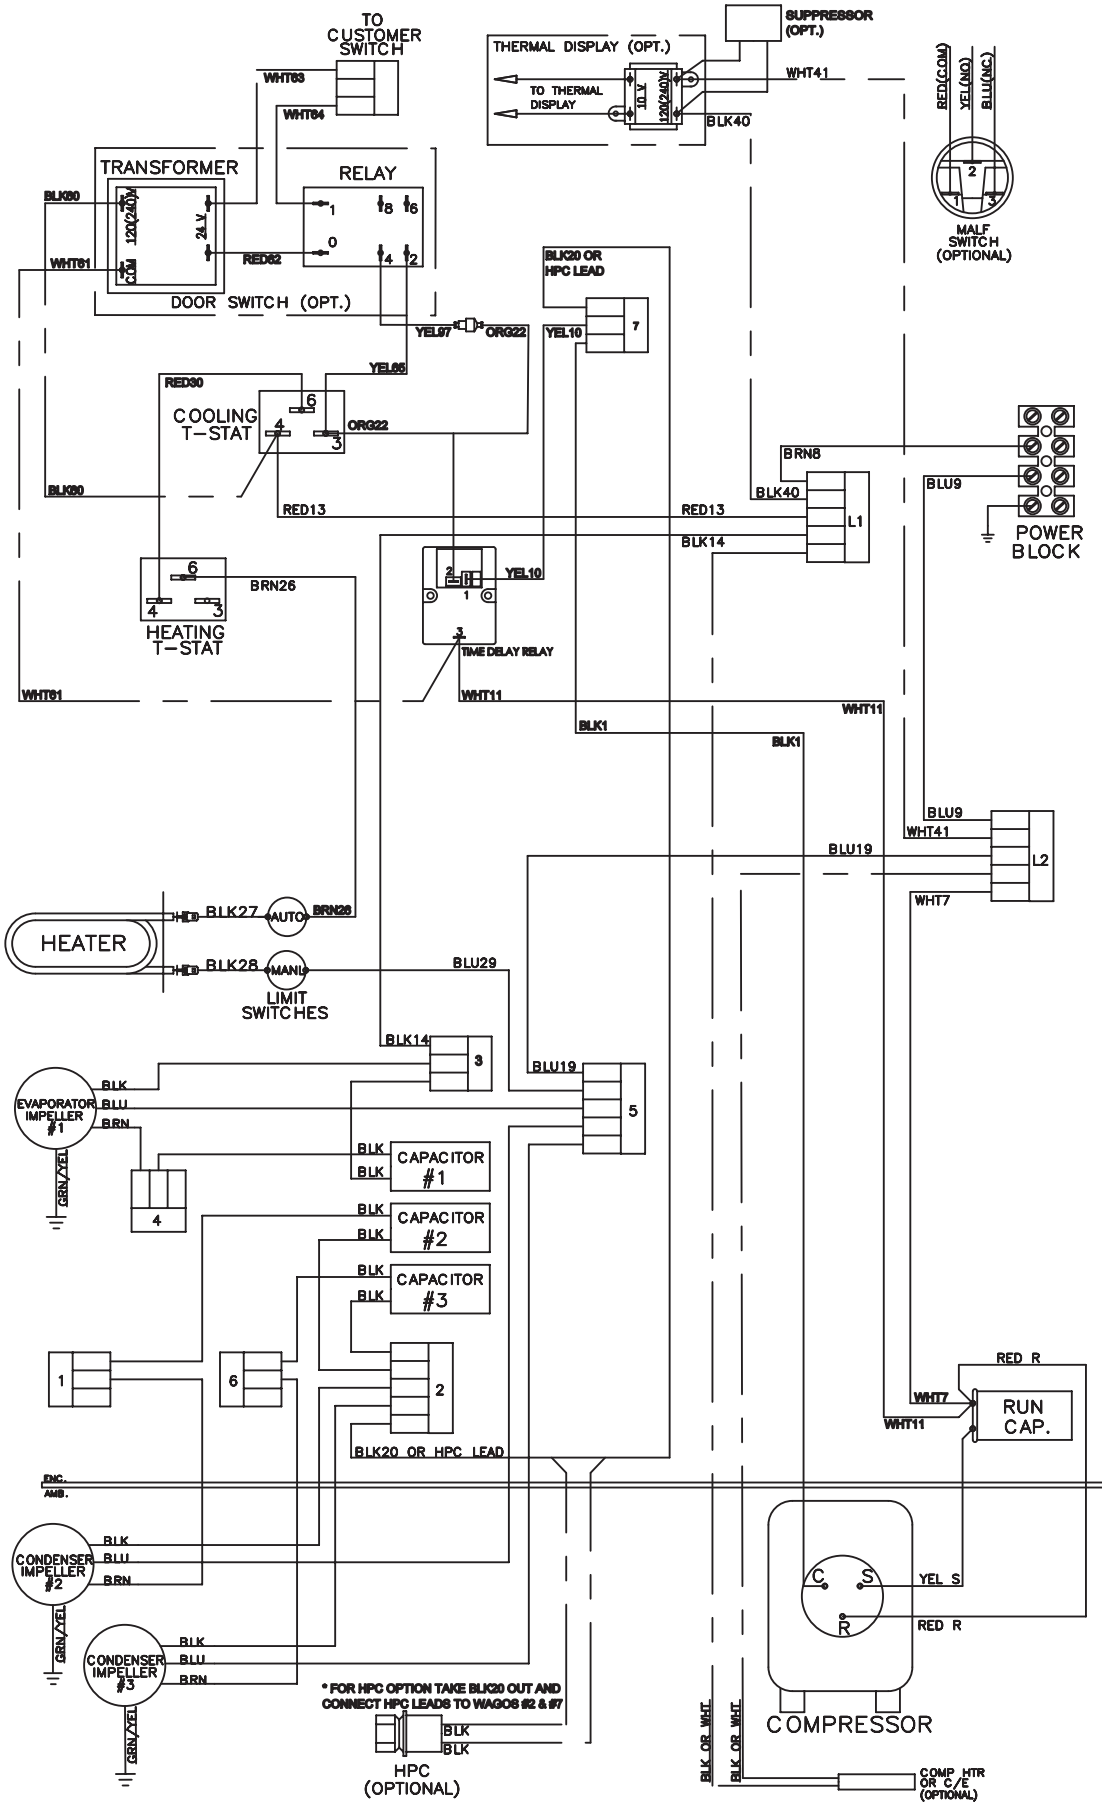 TO
CUSTOMER
SWITCH
SUPPRESSOR
(OPT.)
THERMAL DISPLAY (OPT.)
WHT63
WHT64
10 V
120(240)V
TO THERMAL
DISPLAY
WHT41
BLK40
RED(COM)
YEL(NO)
BLU(NC.)
2
1
3
MALF
SWITCH
(OPTIONAL)
TRANSFORMER
RELAY
BLK60
120(240)V
24 V
1
8
6
0
4
2
WHT61
COM
RED62
DOOR SWITCH (OPT.)
BLK20 OR
HPC LEAD
7
YEL97
ORG22
YEL10
YEL65
RED30
6
COOLING
T-STAT
4
3
ORG22
BLK60
RED13
RED13
BRN8
BLK40
BLK14
L1
BLU9
POWER
BLOCK
6
BRN26
4
3
HEATING
T-STAT
2
1
YEL10
3
TIME DELAY RELAY
WHT61
WHT11
WHT11
BLK1
BLK1
BLU9
WHT41
BLU19
L2
WHT7
HEATER
BLK27
AUTO
BRN26
BLK28
MANL
BLU29
LIMIT
SWITCHES
BLK14
3
BLU19
5
EVAPORATOR
IMPELLER
#1
BLK
BLU
BRN
GRN/YEL
4
BLK
BLK
CAPACITOR
#1
BLK
BLK
CAPACITOR
#2
BLK
BLK
CAPACITOR
#3
1
6
2
BLK20 OR HPC LEAD
RED R
WHT7
WHT11
RUN
CAP.
ENC.
AMB.
CONDENSER
IMPELLER
#2
BLK
BLU
BRN
GRN/YEL
CONDENSER
IMPELLER
#3
BLK
BLU
BRN
GRN/YEL
C
S
R
YEL S
RED R
COMPRESSOR
* FOR HPC OPTION TAKE BLK20 OUT AND
CONNECT HPC LEADS TO WAGOS #2 & #7
BLK
BLK
HPC
(OPTIONAL)
BLK OR WHT
BLK OR WHT
COMP HTR
OR C/E
(OPTIONAL)